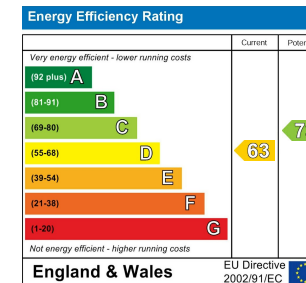 Energy Efficiency Rating
Current
Very energy efficient - lower running costs
(92 plus) A
(81-91) B
(69-80) C
(55-68) D
63
(39-54) E
(21-38) F
(1-20) G
Not energy efficient - higher running costs
England & Wales
EU Directive
2002/91/EC